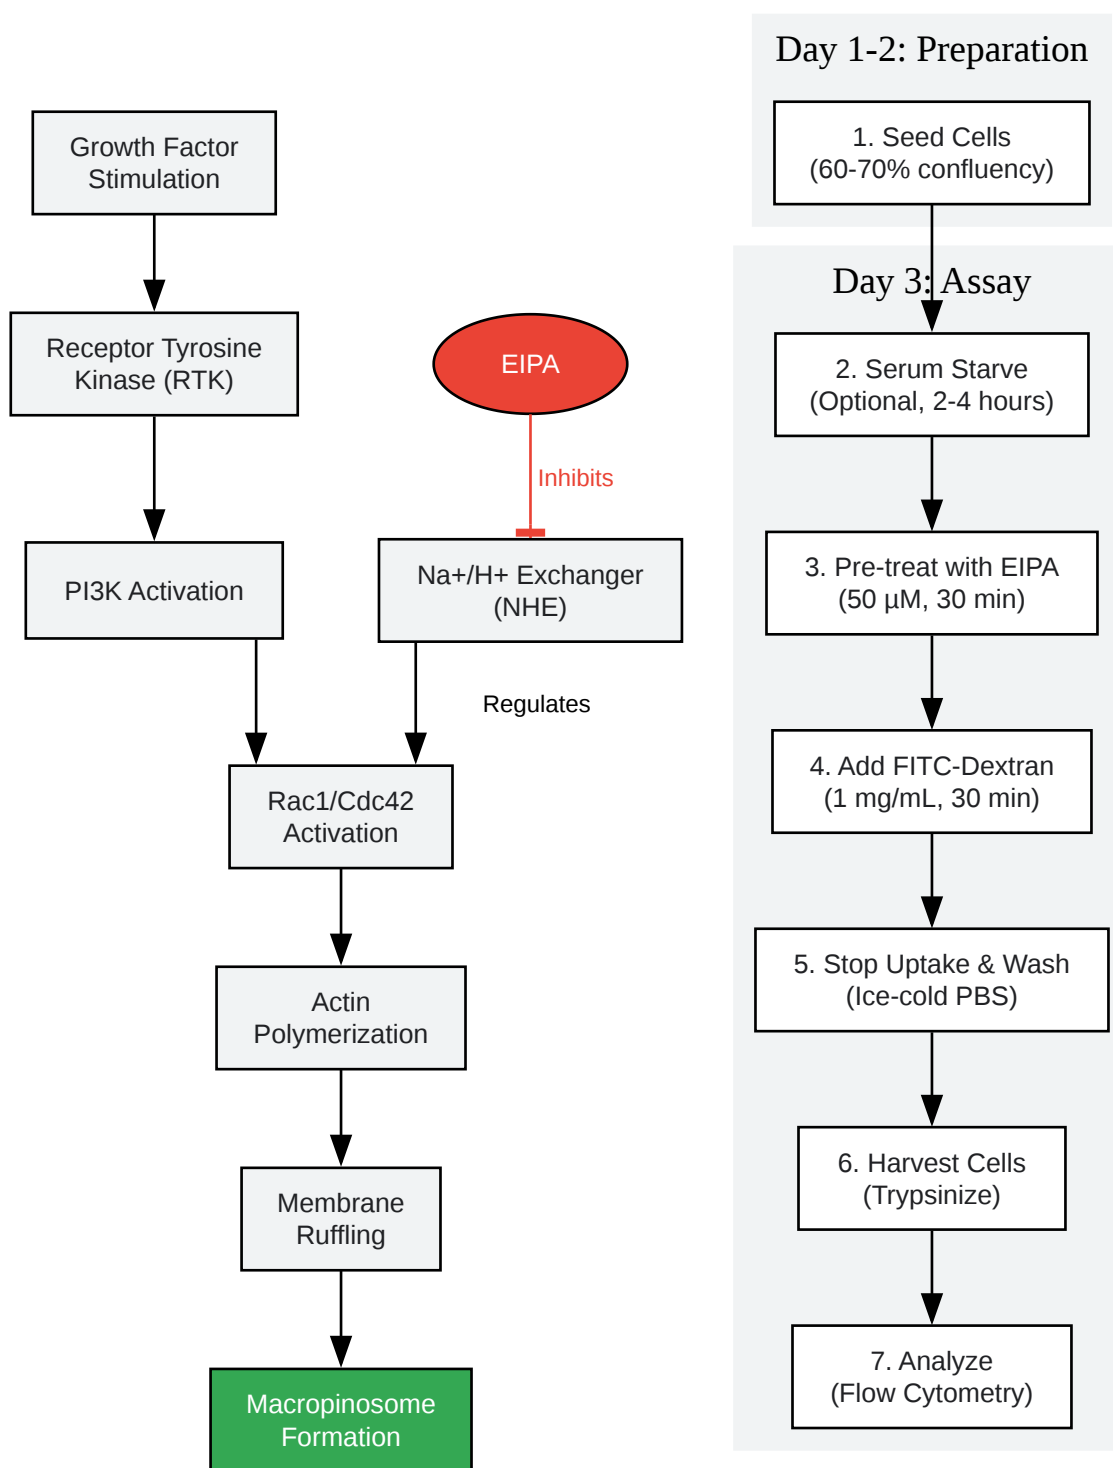 Growth Factor
Stimulation
Receptor Tyrosine
Kinase (RTK)
EIPA
Inhibits
PI3K Activation
Na+/H+ Exchanger
(NHE)
Regulates
Rac1/Cdc42
Activation
Actin
Polymerization
Membrane
Ruffling
Macropinosome
Formation
Day 1-2: Preparation
1. Seed Cells
(60-70% confluency)
Day 3: Assay
2. Serum Starve
(Optional, 2-4 hours)
3. Pre-treat with EIPA
(50 µM, 30 min)
4. Add FITC-Dextran
(1 mg/mL, 30 min)
5. Stop Uptake & Wash
(Ice-cold PBS)
6. Harvest Cells
(Trypsinize)
7. Analyze
(Flow Cytometry)